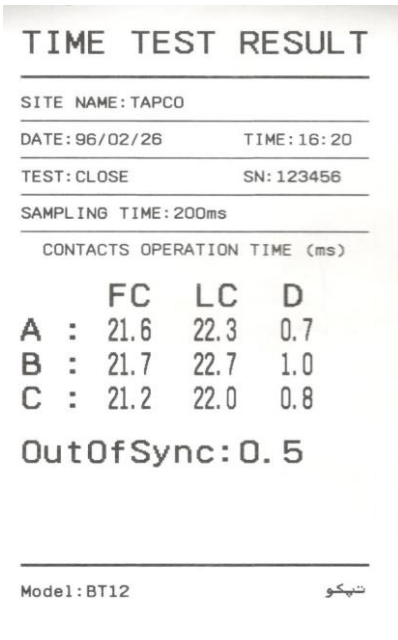 TIME TEST RESULT
SITE NAME:TAPCO
DATE:96/02/26 TIME:16:20
TEST:CLOSE SN:123456
SAMPLING TIME:200ms
CONTACTS OPERATION TIME (ms)
FC LC D
A : 21.6 22.3 0.7
B : 21.7 22.7 1.0
C : 21.2 22.0 0.8
OutOfSync:0.5
Model:BT12 تپکو